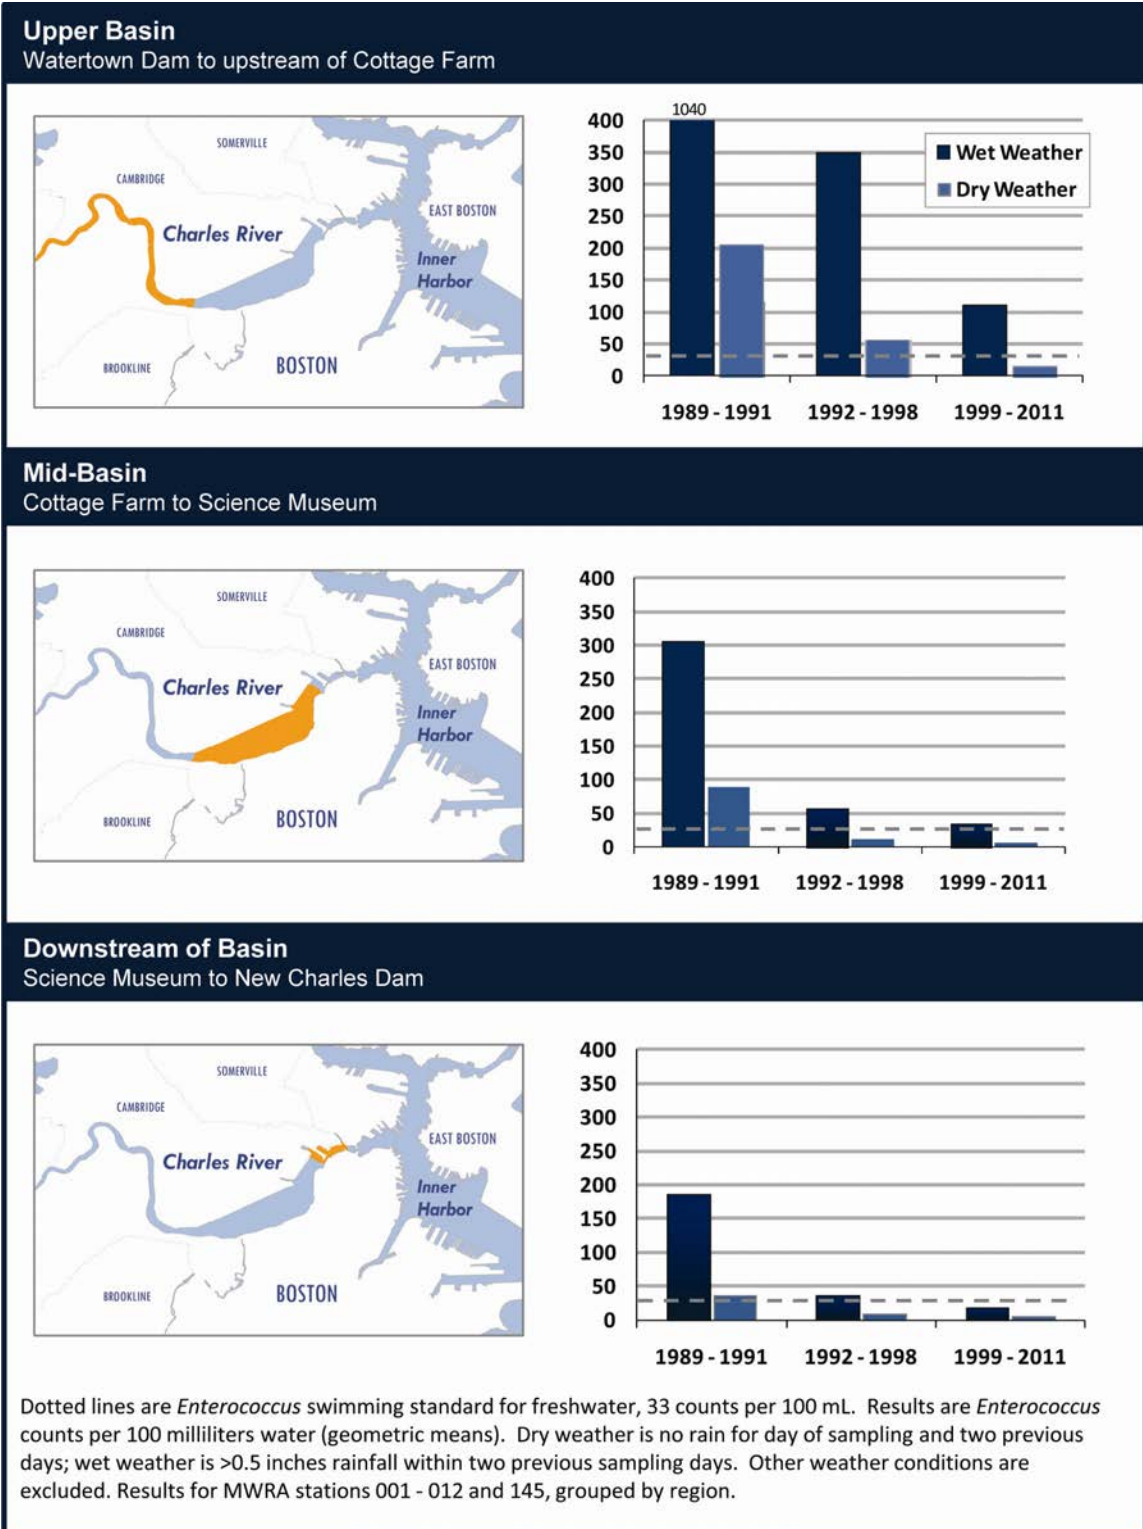 Upper Basin
Watertown Dam to upstream of Cottage Farm
SOMERVILLE
CAMBRIDGE
EAST BOSTON
Charles River
Inner
Harbor
BROOKLINE
BOSTON
1040
400
350
300
250
200
150
100
50
0
Wet Weather
Dry Weather
1989 - 1991 1992 - 1998 1999 - 2011
Mid-Basin
Cottage Farm to Science Museum
SOMERVILLE
CAMBRIDGE
EAST BOSTON
Charles River
Inner
Harbor
BROOKLINE
BOSTON
400
350
300
250
200
150
100
50
0
1989 - 1991 1992 - 1998 1999 - 2011
Downstream of Basin
Science Museum to New Charles Dam
SOMERVILLE
CAMBRIDGE
EAST BOSTON
Charles River
Inner
Harbor
BROOKLINE
BOSTON
400
350
300
250
200
150
100
50
0
1989 - 1991 1992 - 1998 1999 - 2011
Dotted lines are Enterococcus swimming standard for freshwater, 33 counts per 100 mL. Results are Enterococcus
counts per 100 milliliters water (geometric means). Dry weather is no rain for day of sampling and two previous
days; wet weather is >0.5 inches rainfall within two previous sampling days. Other weather conditions are
excluded. Results for MWRA stations 001 - 012 and 145, grouped by region.